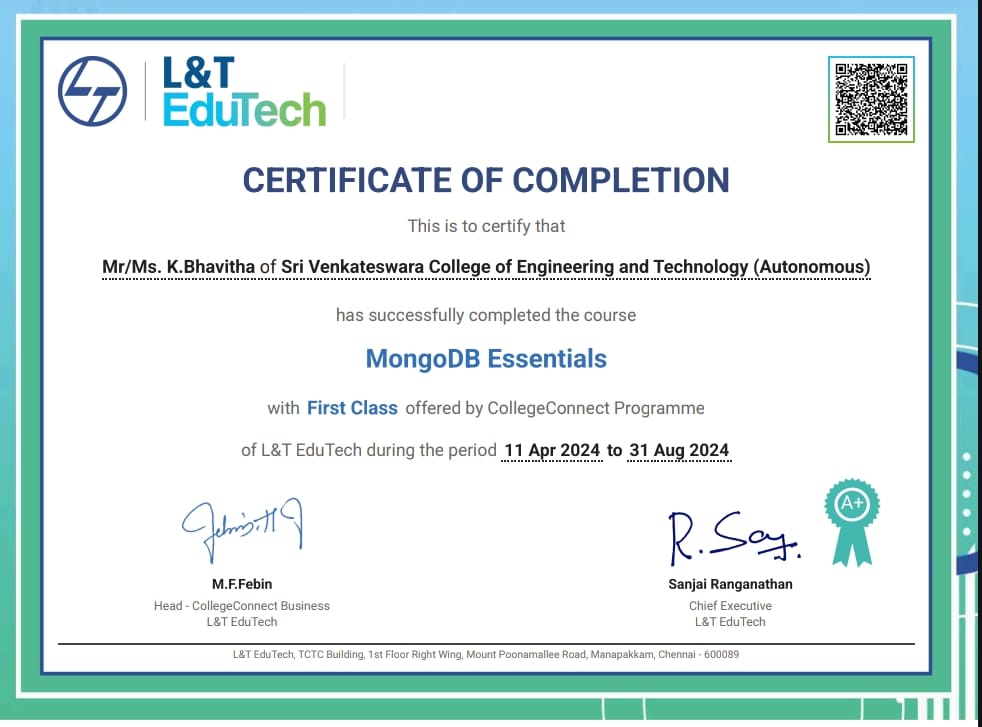 L&T
EduTech
CERTIFICATE OF COMPLETION
This is to certify that
Mr/Ms. K.Bhavitha of Sri Venkateswara College of Engineering and Technology (Autonomous)
has successfully completed the course
MongoDB Essentials
with First Class offered by CollegeConnect Programme
of L&T EduTech during the period 11 Apr 2024 to 31 Aug 2024
A+
R. Say.
M.F.Febin
Head - CollegeConnect Business
L&T EduTech
Sanjai Ranganathan
Chief Executive
L&T EduTech
L&T EduTech, TCTC Building, 1st Floor Right Wing, Mount Poonamallee Road, Manapakkam, Chennai - 600089